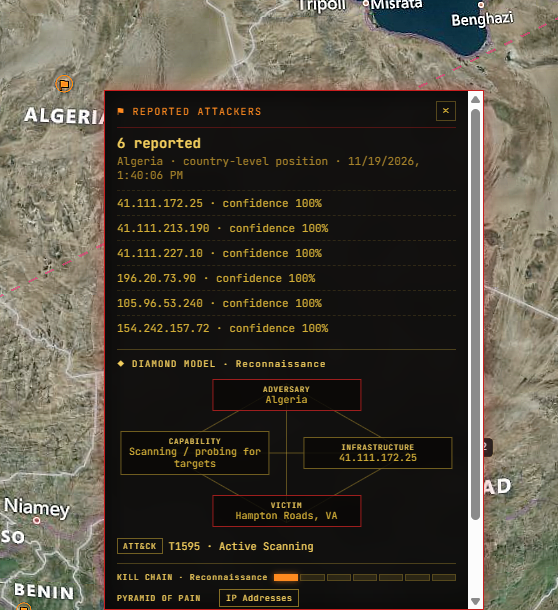 Tripoli
Misrata
Benghazi
ALGERIA
REPORTED ATTACKERS
×
6 reported
Algeria · country-level position · 11/19/2026,
1:40:06 PM
41.111.172.25 · confidence 100%
41.111.213.190 · confidence 100%
41.111.227.10 · confidence 100%
196.20.73.90 · confidence 100%
105.96.53.240 · confidence 100%
154.242.157.72 · confidence 100%
◆ DIAMOND MODEL · Reconnaissance
ADVERSARY
Algeria
CAPABILITY
Scanning / probing for
targets
INFRASTRUCTURE
41.111.172.25
2
AD
VICTIM
Hampton Roads, VA
Niamey
SO
ATT&CK T1595 · Active Scanning
KILL CHAIN · Reconnaissance
BENIN
PYRAMID OF PAIN IP Addresses